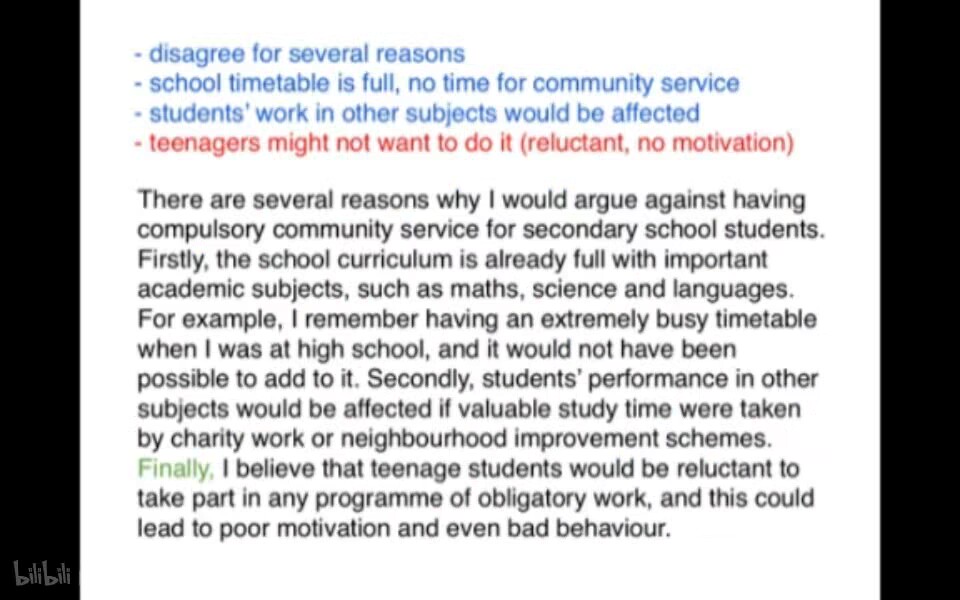 - disagree for several reasons
- school timetable is full, no time for community service
- students' work in other subjects would be affected
- teenagers might not want to do it (reluctant, no motivation)
There are several reasons why I would argue against having
compulsory community service for secondary school students.
Firstly, the school curriculum is already full with important
academic subjects, such as maths, science and languages.
For example, I remember having an extremely busy timetable
when I was at high school, and it would not have been
possible to add to it. Secondly, students' performance in other
subjects would be affected if valuable study time were taken
by charity work or neighbourhood improvement schemes.
Finally, I believe that teenage students would be reluctant to
take part in any programme of obligatory work, and this could
lead to poor motivation and even bad behaviour.
bilibili